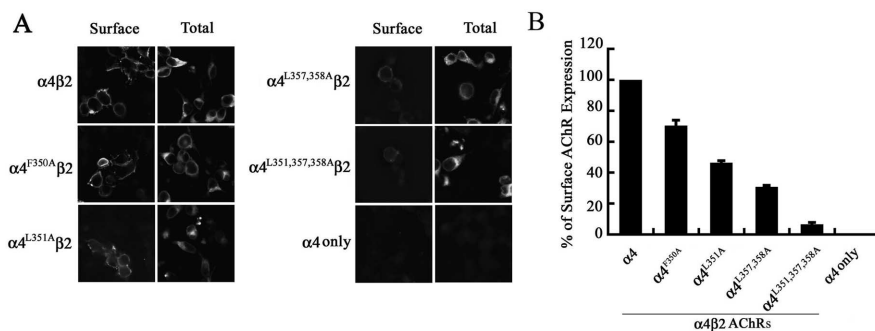 A
Surface Total
α4β2
α4F350Aβ2
α4L351Aβ2
Surface Total
α4L357,358Aβ2
α4L351,357,358Aβ2
α4 only
B
% of Surface AChR Expression
120
100
80
60
40
20
0
α4
α4F350A
α4L351A
α4L357,358A
α4L351,357,358A
α4 only
α4β2 AChRs